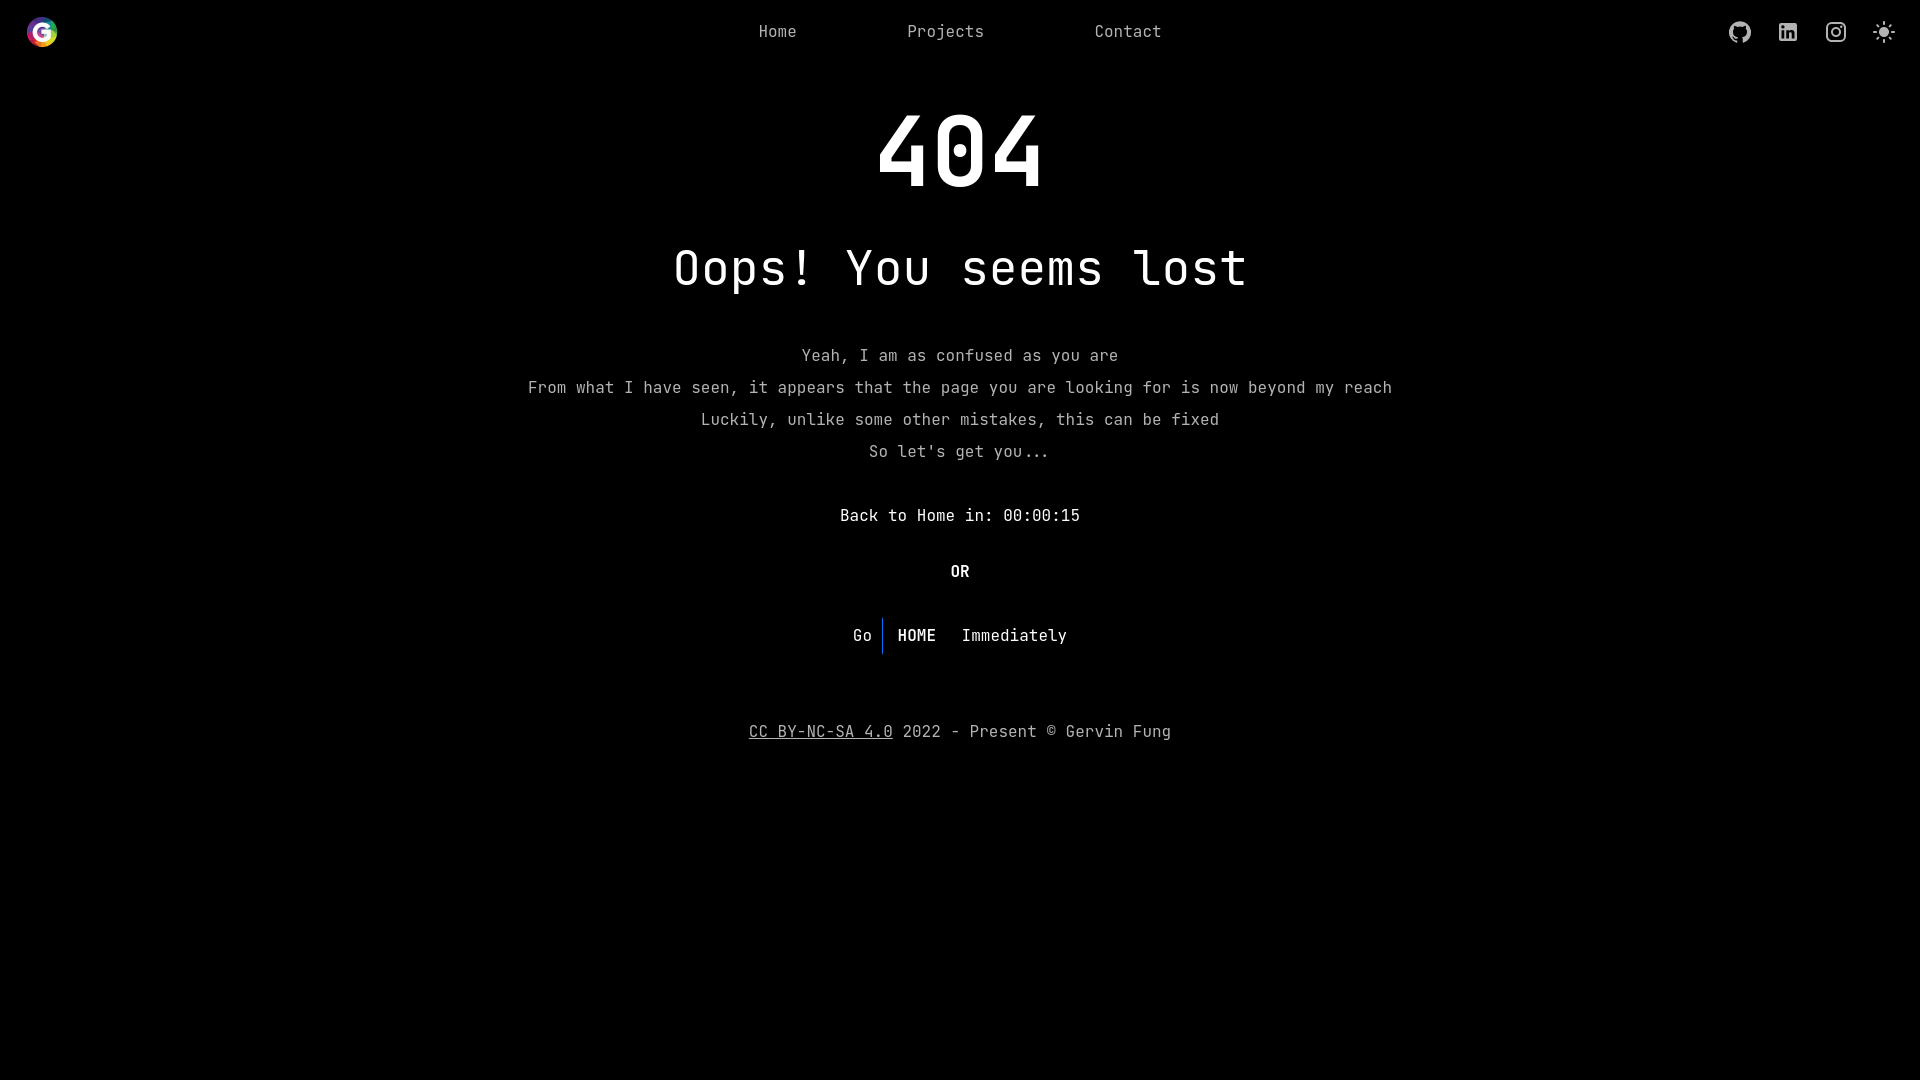 Home Projects Contact
404
Oops! You seems lost
Yeah, I am as confused as you are
From what I have seen, it appears that the page you are looking for is now beyond my reach
Luckily, unlike some other mistakes, this can be fixed
So let's get you...
Back to Home in: 00:00:15
OR
Go HOME Immediately
CC BY-NC-SA 4.0 2022 - Present © Gervin Fung